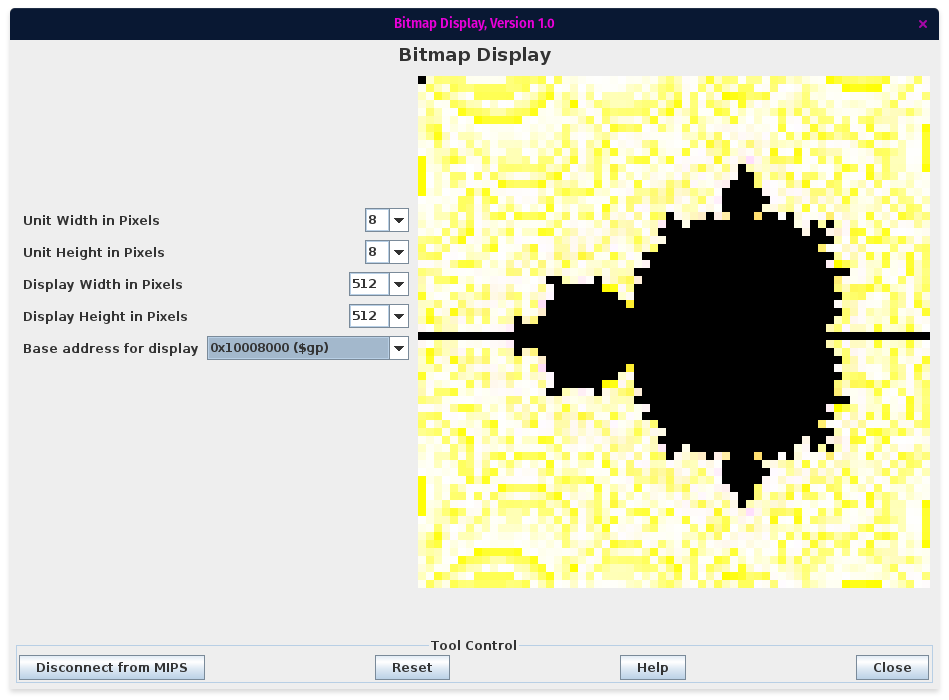 Bitmap Display, Version 1.0
×
Bitmap Display
Unit Width in Pixels 8
Unit Height in Pixels 8
Display Width in Pixels 512
Display Height in Pixels 512
Base address for display 0x10008000 ($gp)
Tool Control
Disconnect from MIPS Reset Help Close